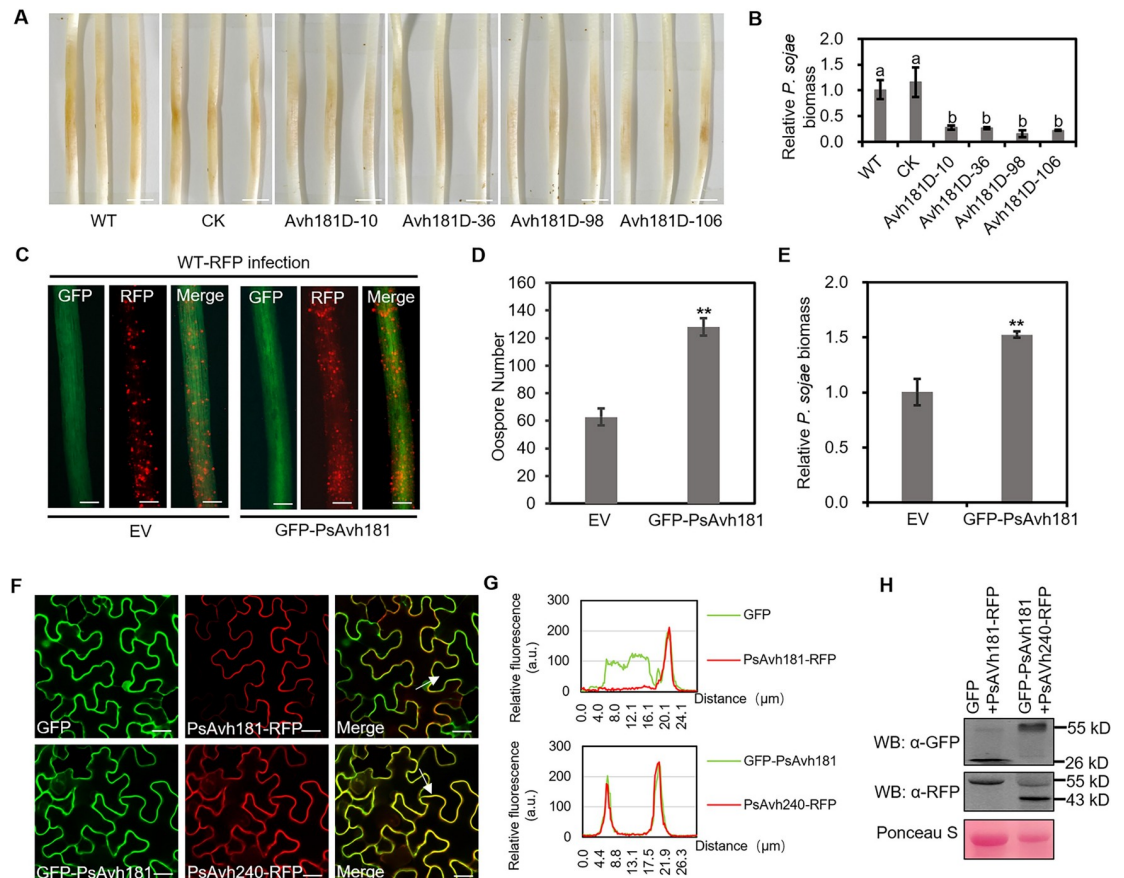 A
WT
CK
Avh181D-10
Avh181D-36
Avh181D-98
Avh181D-106
B
Relative P. sojae
biomass
2.0
1.5
1.0
0.5
0.0
a
a
b
b
b
b
WT
CK
Avh181D-10
Avh181D-36
Avh181D-98
Avh181D-106
C
WT-RFP infection
GFP
RFP
Merge
GFP
RFP
Merge
EV
GFP-PsAvh181
D
Oospore Number
160
140
120
100
80
60
40
20
0
**
EV
GFP-PsAvh181
E
Relative P. sojae biomass
2.0
1.5
1.0
0.5
0.0
**
EV
GFP-PsAvh181
F
GFP
PsAvh181-RFP
Merge
GFP-PsAvh181
PsAvh240-RFP
Merge
G
Relative fluorescence
(a.u.)
300
200
100
0
GFP
PsAvh181-RFP
Distance (μm)
0.0
4.0
8.0
12.1
16.1
20.1
24.1
Relative fluorescence
(a.u.)
300
200
100
0
GFP-PsAvh181
PsAvh240-RFP
Distance (μm)
0.0
4.4
8.8
13.1
17.5
21.9
26.3
H
GFP
+PsAvh181-RFP
GFP-PsAvh181
+PsAvh240-RFP
WB: α-GFP
55 kD
26 kD
WB: α-RFP
55 kD
43 kD
Ponceau S